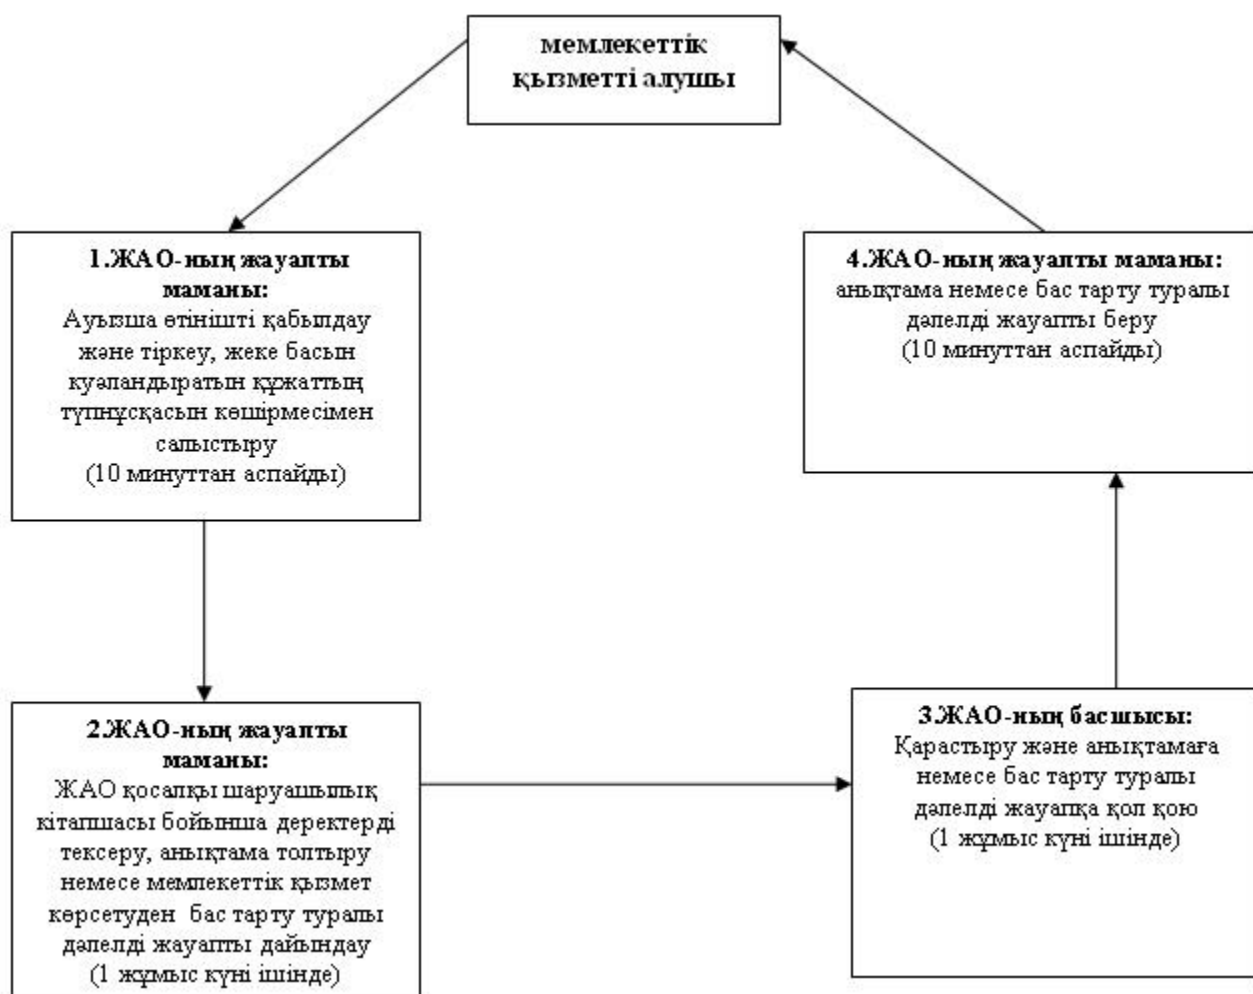 мемлекеттік
қызметті алушы
1.ЖАО-ның жауапты
маманы:
Ауызша өтінішті қабылдау
және тіркеу, жеке басын
куәландыратын құжаттың
түпнұсқасын көшірмесімен
салыстыру
(10 минуттан аспайды)
2.ЖАО-ның жауапты
маманы:
ЖАО қосалқы шаруашылық
кітапшасы бойынша деректерді
тексеру, анықтама толтыру
немесе мемлекеттік қызмет
көрсетуден бас тарту туралы
дәлелді жауапты дайындау
(1 жұмыс күні ішінде)
3.ЖАО-ның басшысы:
Қарастыру және анықтамаға
немесе бас тарту туралы
дәлелді жауапқа қол қою
(1 жұмыс күні ішінде)
4.ЖАО-ның жауапты маманы:
анықтама немесе бас тарту туралы
дәлелді жауапты беру
(10 минуттан аспайды)